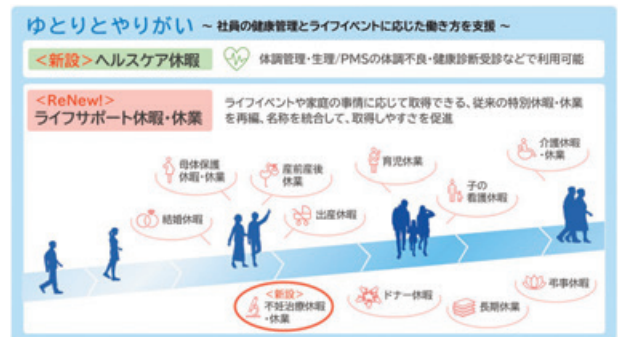 ゆとりとやりがい ～ 社員の健康管理とライフイベントに応じた働き方を支援 ～
<新設>ヘルスケア休暇
体調管理・生理/PMSの体調不良・健康診断受診などで利用可能
<ReNew!>
ライフサポート休暇・休業
ライフイベントや家庭の事情に応じて取得できる、従来の特別休暇・休業
を再編、名称を統合して、取得しやすさを促進
母体保護
休暇・休業
産前産後
休業
育児休業
介護休暇
・休業
結婚休暇
出産休暇
子の
看護休暇
<新設>
不妊治療休暇
・休業
ドナー休暇
長期休業
弔事休暇